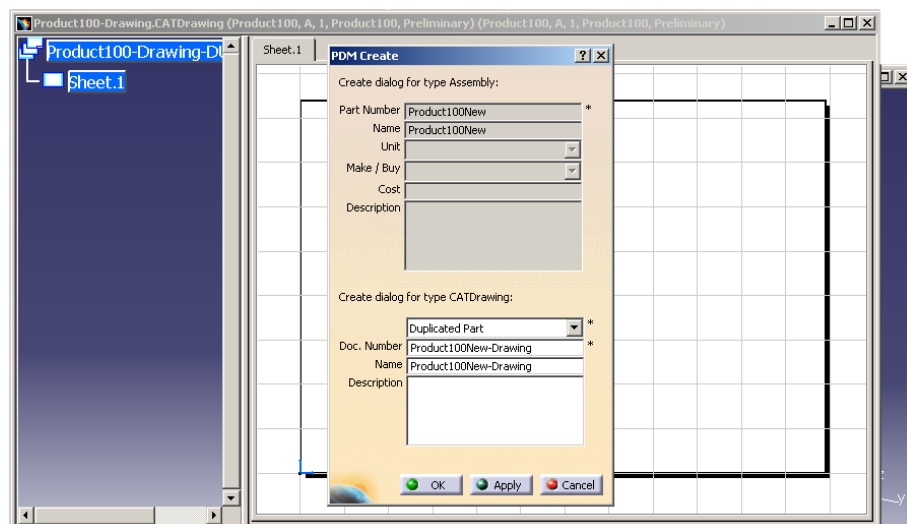 Product100-Drawing.CATDrawing (Product100, A, 1, Product100, Preliminary) (Product100, A, 1, Product100, Preliminary)
Product100-Drawing-DU
Sheet.1
Sheet.1
PDM Create
Create dialog for type Assembly:
Part Number Product100New *
Name Product100New
Unit
Make / Buy
Cost
Description
Create dialog for type CATDrawing:
Duplicated Part *
Doc. Number Product100New-Drawing *
Name Product100New-Drawing
Description
OK Apply Cancel
y